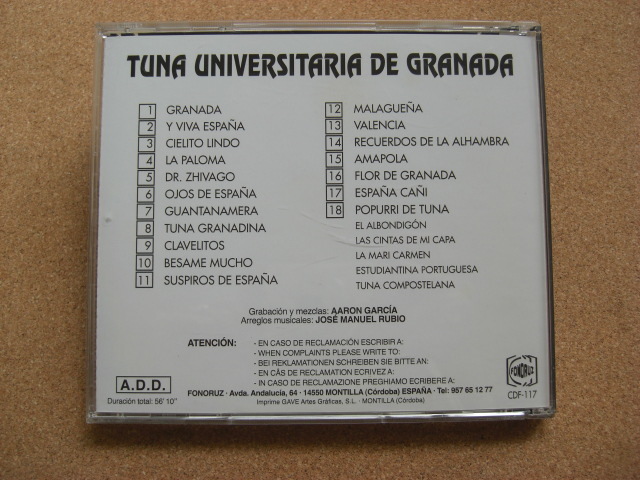 TUNA UNIVERSITARIA DE GRANADA
1 GRANADA
2 Y VIVA ESPAÑA
3 CIELITO LINDO
4 LA PALOMA
5 DR. ZHIVAGO
6 OJOS DE ESPAÑA
7 GUANTANAMERA
8 TUNA GRANADINA
9 CLAVELITOS
10 BESAME MUCHO
11 SUSPIROS DE ESPAÑA
12 MALAGUEÑA
13 VALENCIA
14 RECUERDOS DE LA ALHAMBRA
15 AMAPOLA
16 FLOR DE GRANADA
17 ESPAÑA CAÑI
18 POPURRI DE TUNA
EL ALBONDIGÓN
LAS CINTAS DE MI CAPA
LA MARI CARMEN
ESTUDIANTINA PORTUGUESA
TUNA COMPOSTELANA
Grabación y mezclas: AARON GARCÍA
Arreglos musicales: JOSÉ MANUEL RUBIO
ATENCIÓN: - EN CASO DE RECLAMACIÓN ESCRIBIR A:
- WHEN COMPLAINTS PLEASE WRITE TO:
- BEI REKLAMATIONEN SCHREIBEN SIE BITTE AN:
- EN CÂS DE RECLAMATION ECRIVEZ A:
- IN CASO DE RECLAMAZIONE PREGHIAMO ECRIBERE A:
A.D.D.
Duración total: 56' 10"
FONORUZ · Avda. Andalucía, 64 · 14550 MONTILLA (Córdoba) ESPAÑA · Tel: 957 65 12 77
Imprime GAVE Artes Gráficas, S.L. · MONTILLA (Córdoba)
FONORUZ
CDF-117